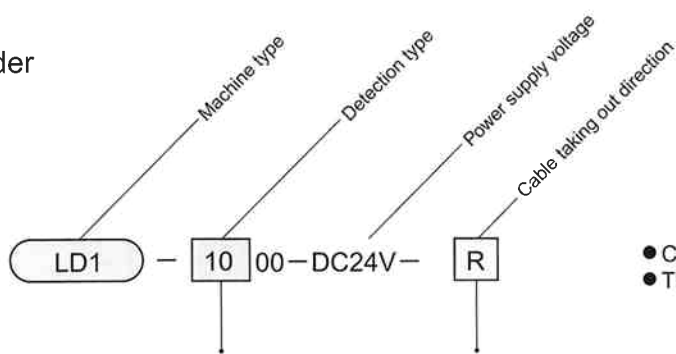 der
Machine type
Detection type
Power supply voltage
Cable taking out direction
LD1 – 10 00–DC24V– R
● C
● T